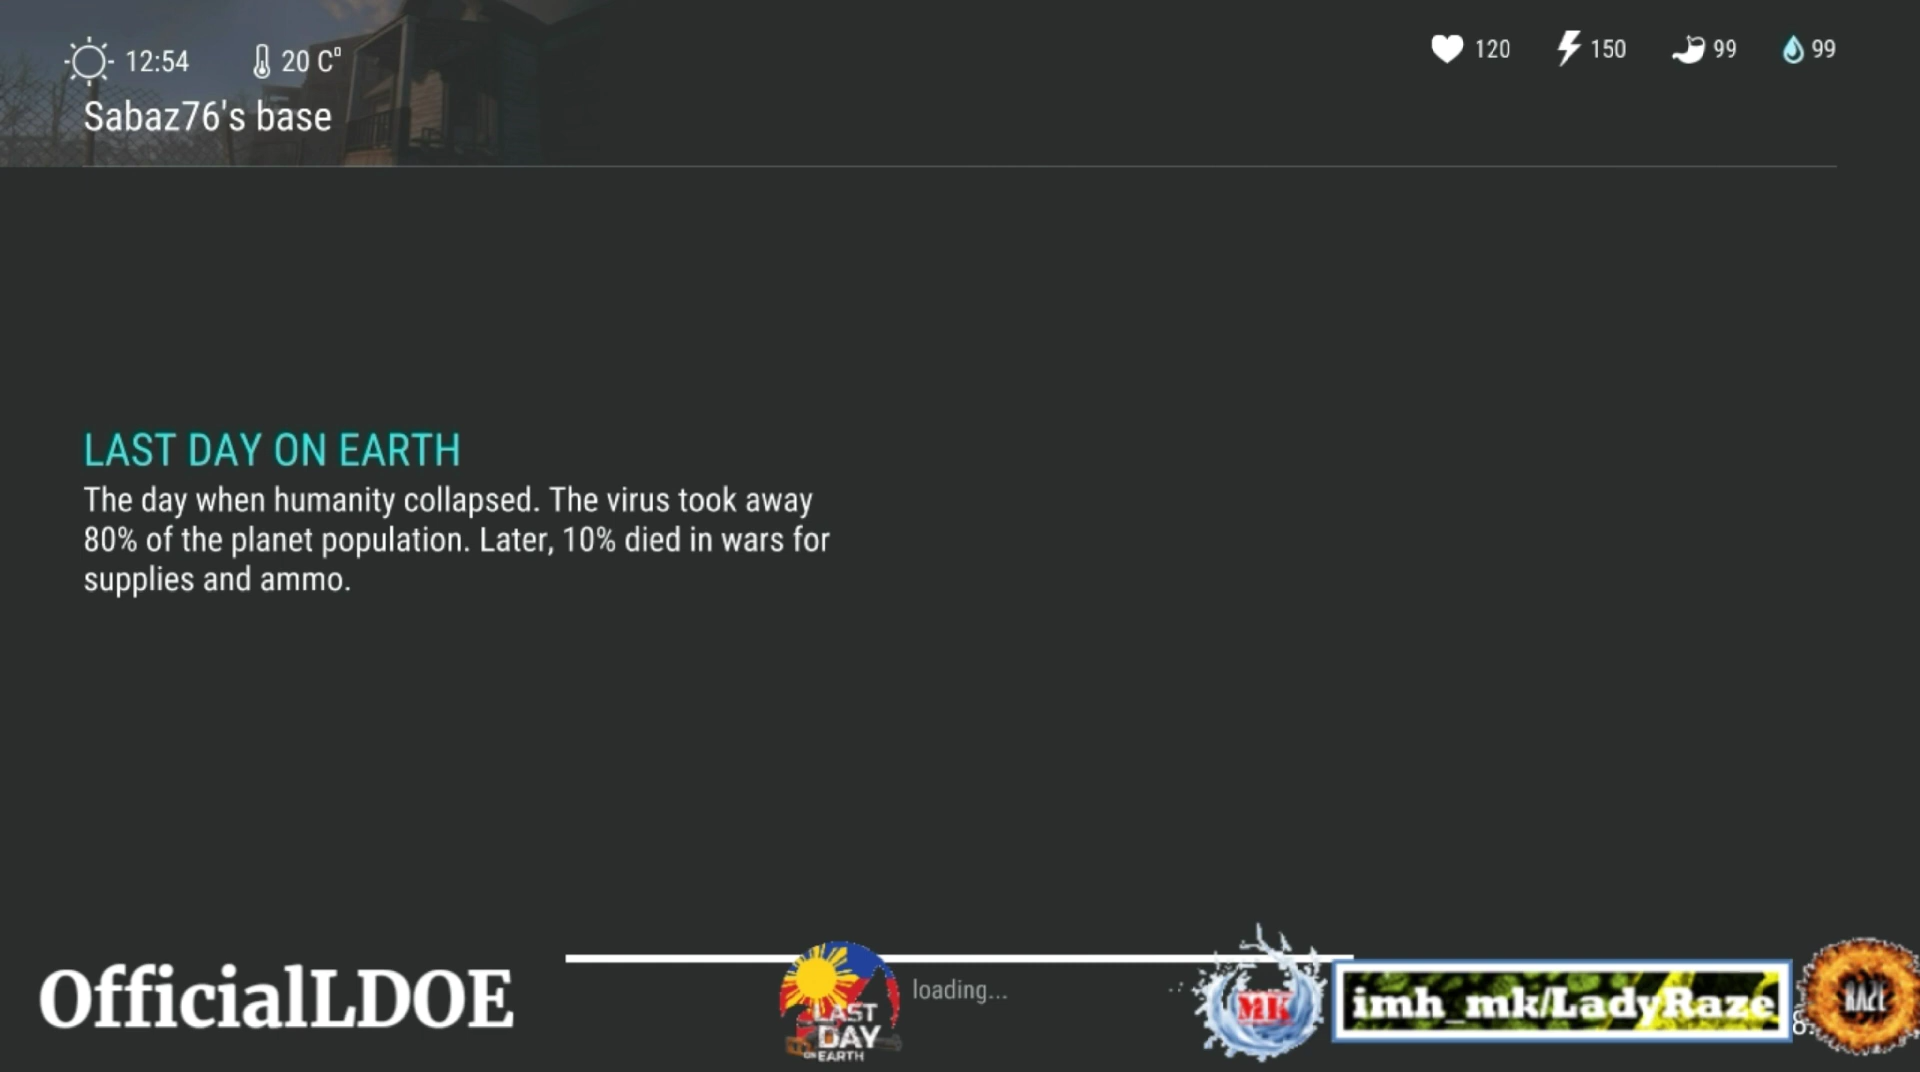 12:54 20 C° 120 150 99 99
Sabaz76's base
LAST DAY ON EARTH
The day when humanity collapsed. The virus took away
80% of the planet population. Later, 10% died in wars for
supplies and ammo.
OfficialLDOE
LAST
DAY
ON EARTH
loading...
MK
imh_mk/LadyRaze
RAZE